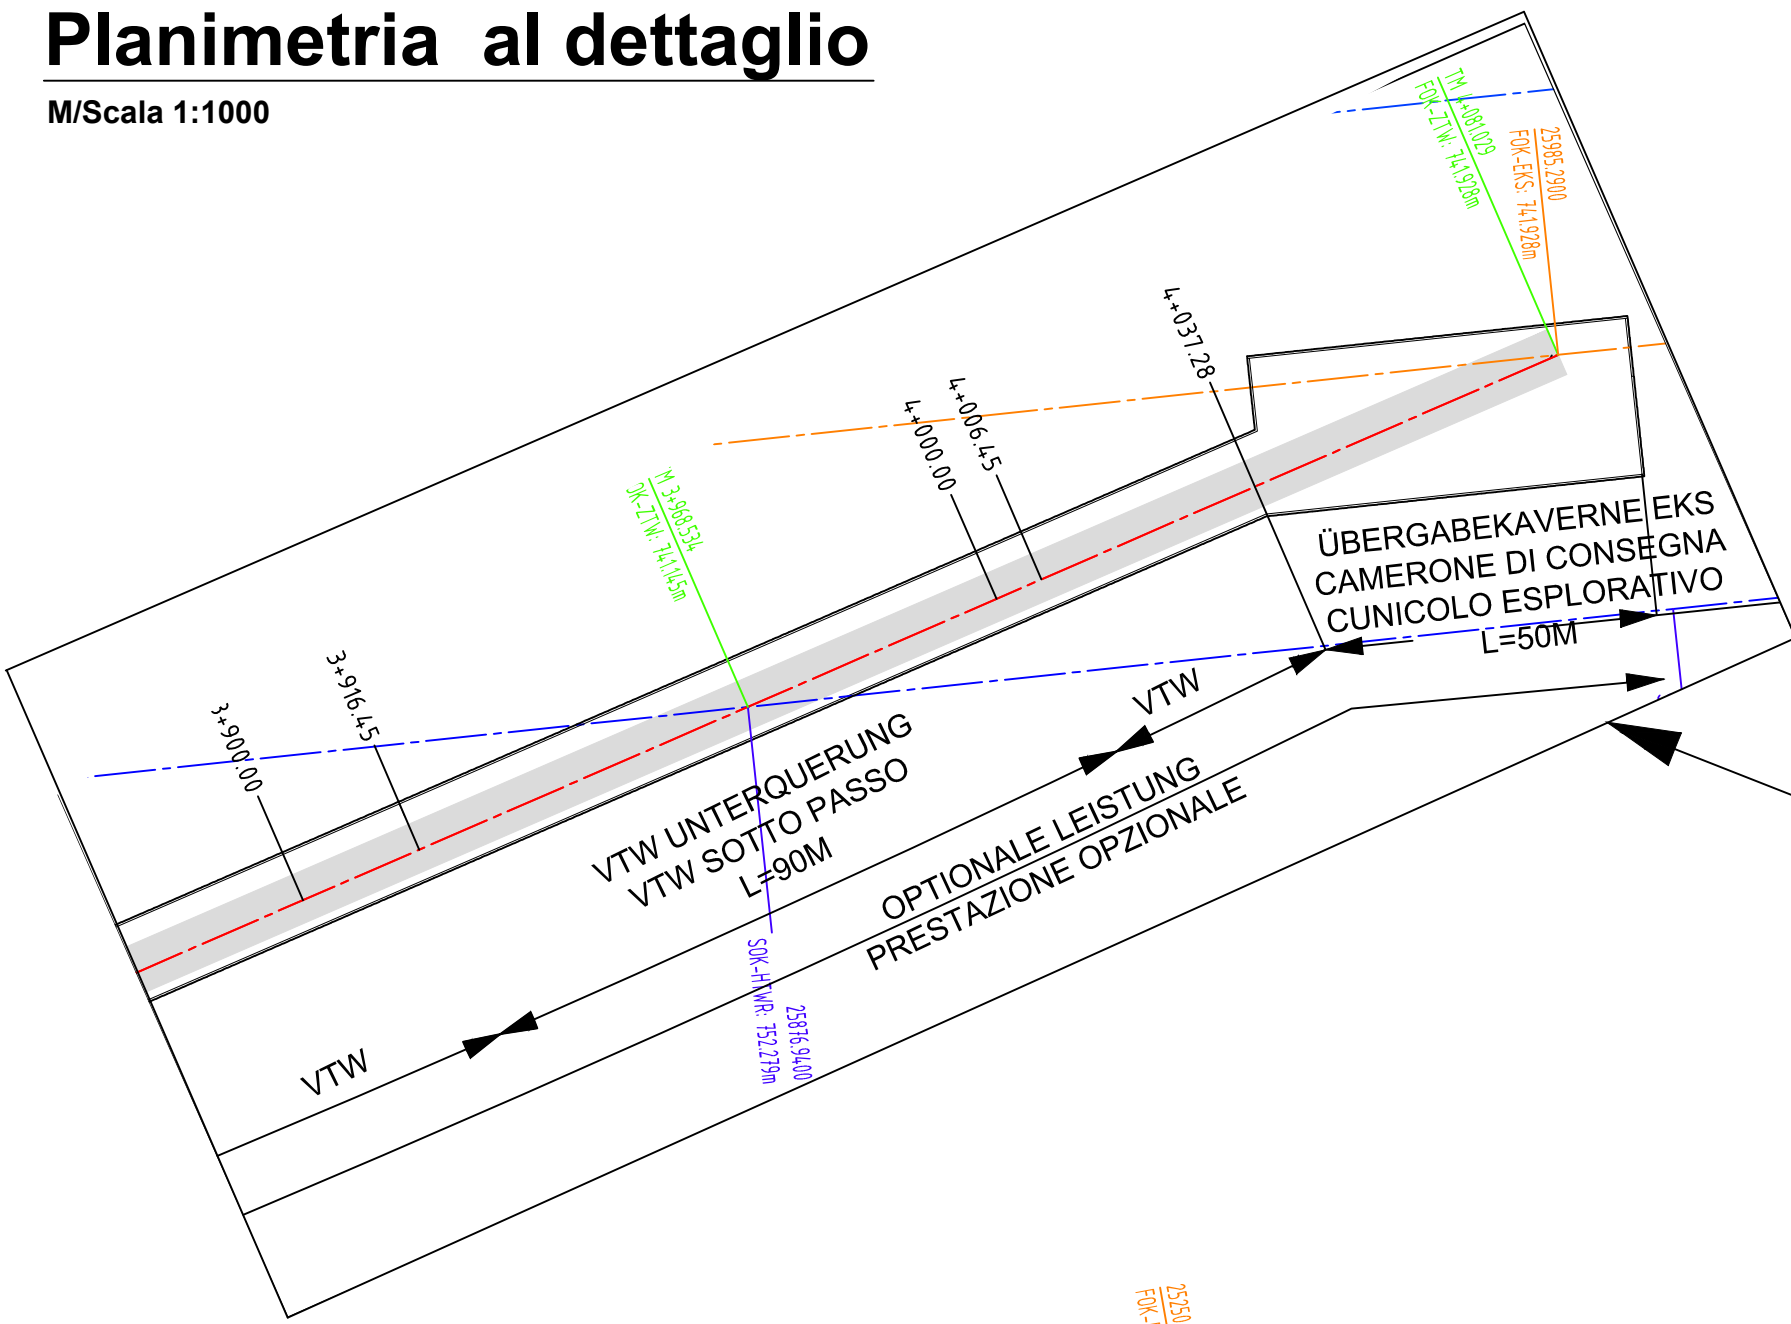 Planimetria al dettaglio
M/Scala 1:1000
TM 4+081.029
FOK-ZTW: 741.928m
25985.2900
FOK-EKS: 741.928m
4+037.28
4+006.45
4+000.00
M 3+968.534
OK-ZTW: 741.145m
3+916.45
3+900.00
ÜBERGABEKAVERNE EKS
CAMERONE DI CONSEGNA
CUNICOLO ESPLORATIVO
L=50M
VTW
VTW UNTERQUERUNG
VTW SOTTO PASSO
L=90M
OPTIONALE LEISTUNG
PRESTAZIONE OPZIONALE
25876.9400
SOK-HTWR: 752.279m
VTW
25250
FOK-